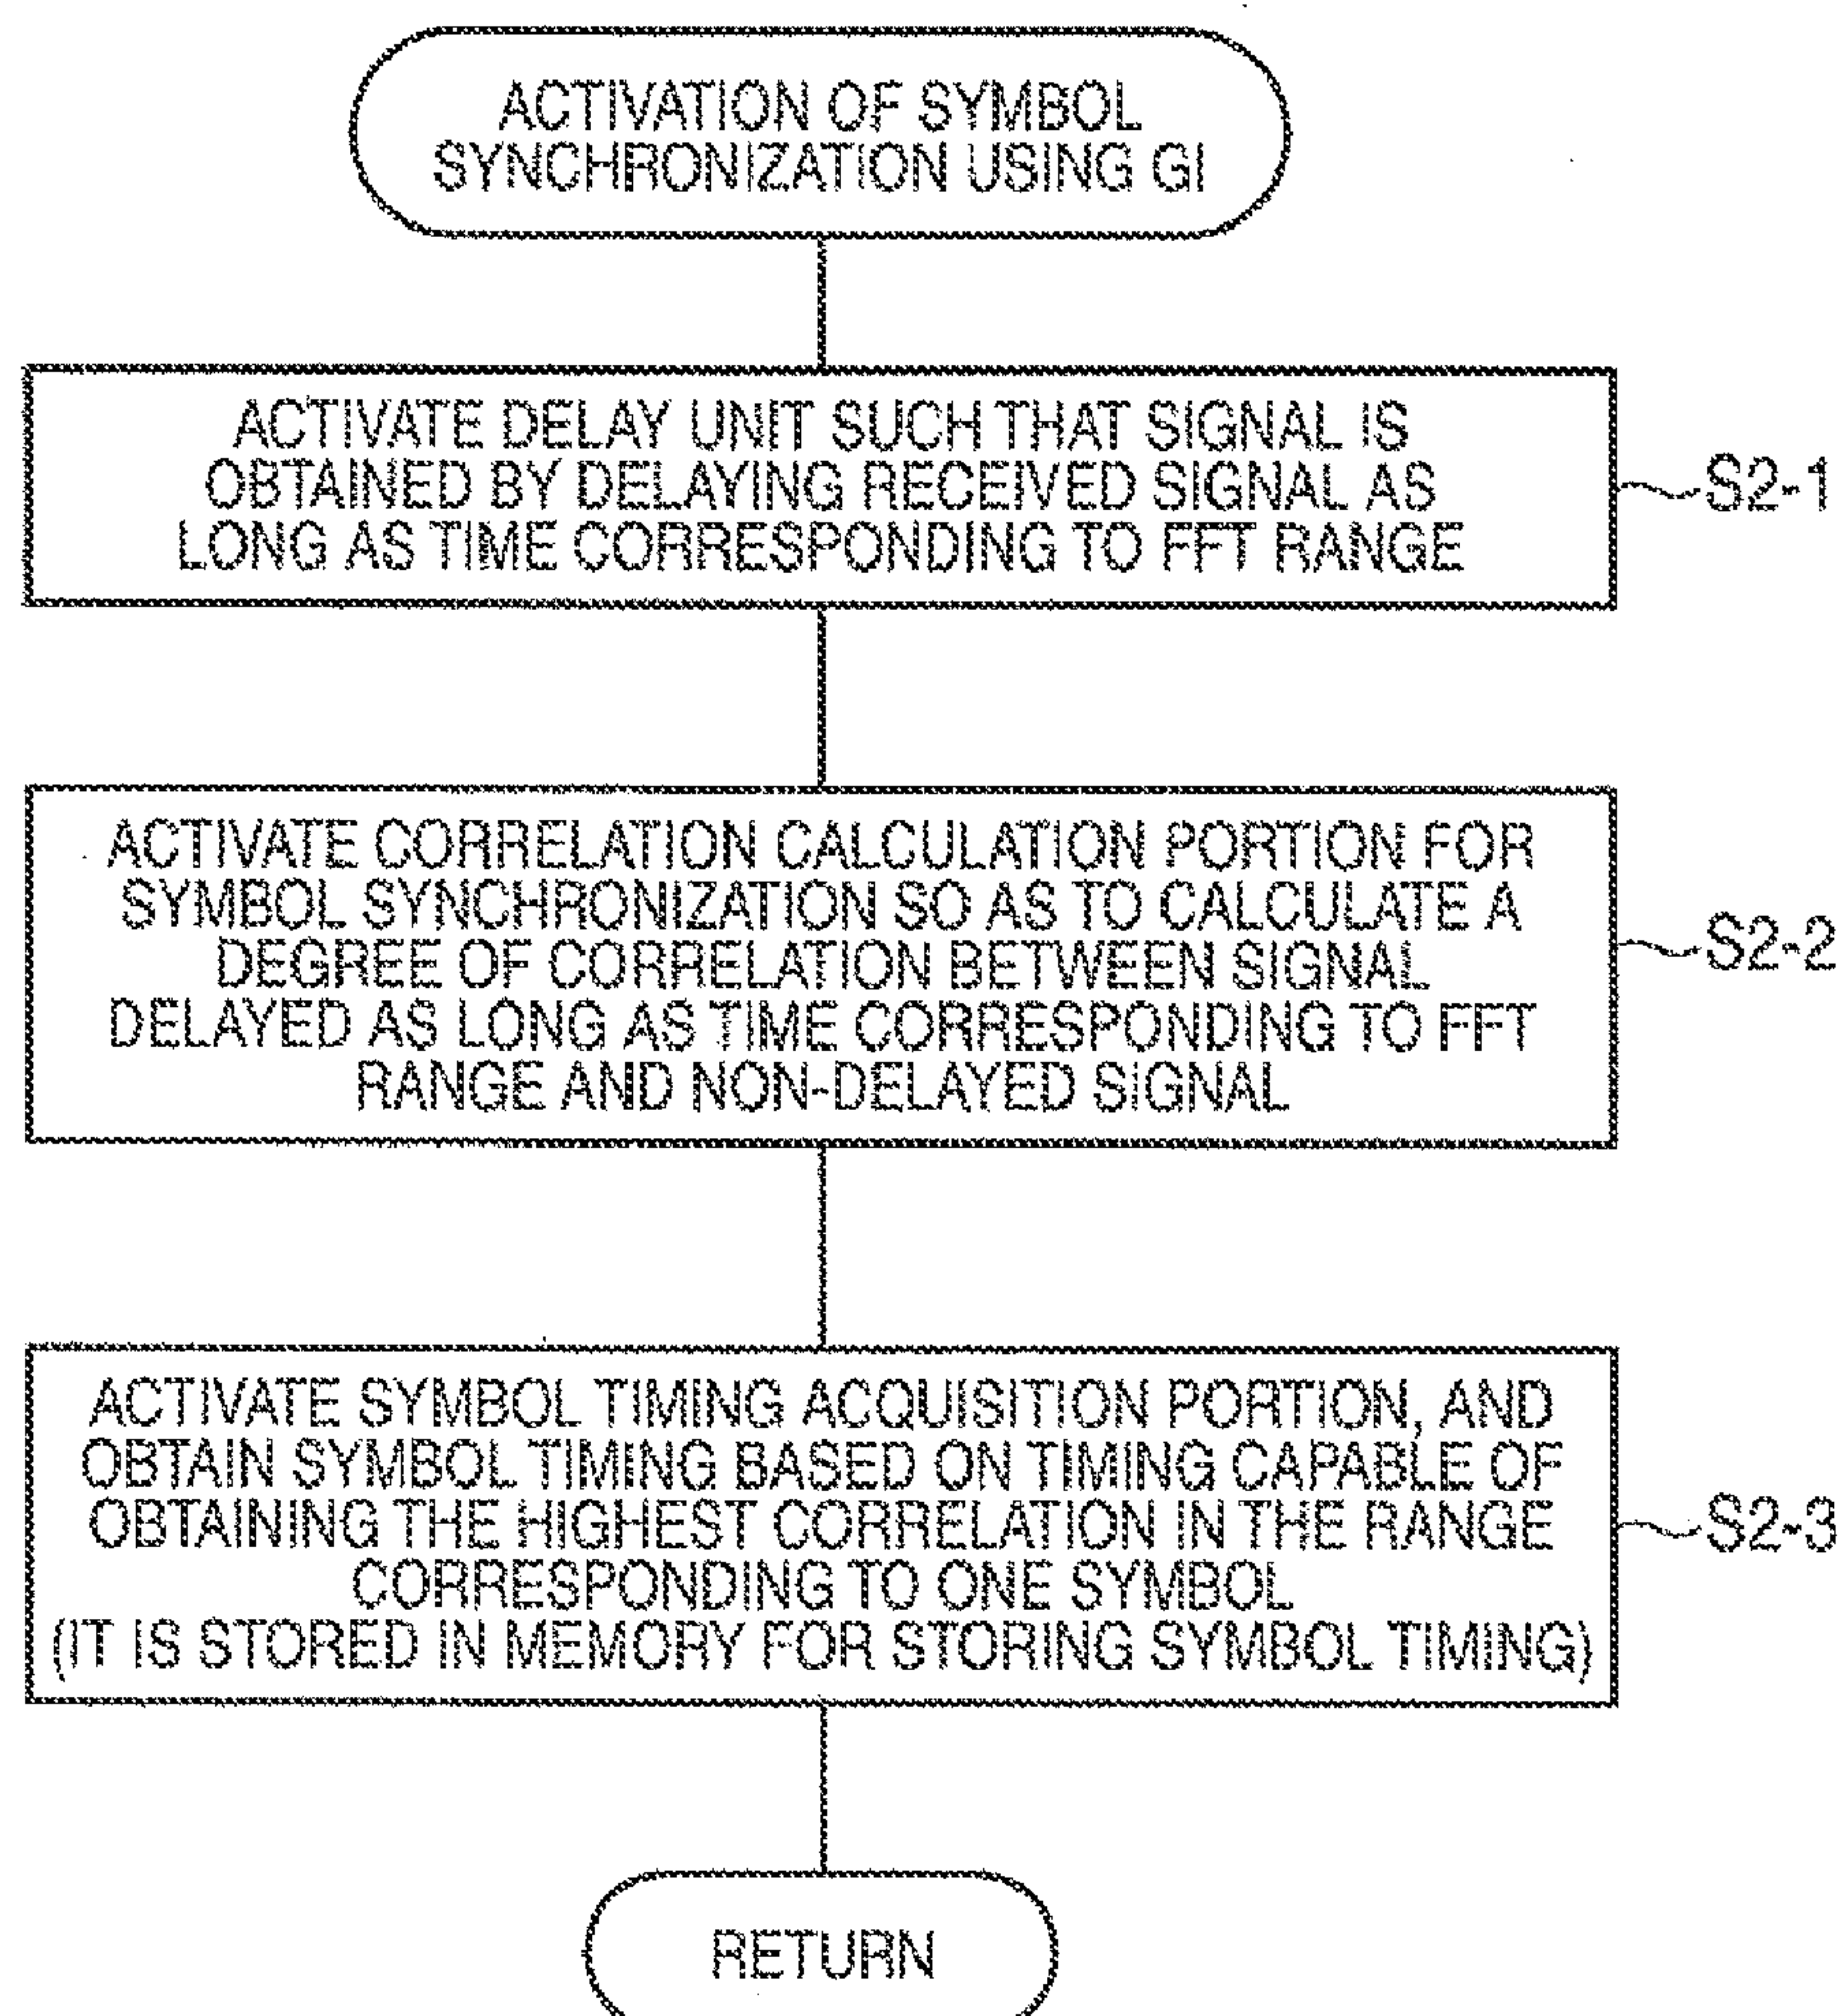 ACTIVATION OF SYMBOL
SYNCHRONIZATION USING GI
ACTIVATE DELAY UNIT SUCH THAT SIGNAL IS
OBTAINED BY DELAYING RECEIVED SIGNAL AS
LONG AS TIME CORRESPONDING TO FFT RANGE
S2-1
ACTIVATE CORRELATION CALCULATION PORTION FOR
SYMBOL SYNCHRONIZATION SO AS TO CALCULATE A
DEGREE OF CORRELATION BETWEEN SIGNAL
DELAYED AS LONG AS TIME CORRESPONDING TO FFT
RANGE AND NON-DELAYED SIGNAL
S2-2
ACTIVATE SYMBOL TIMING ACQUISITION PORTION, AND
OBTAIN SYMBOL TIMING BASED ON TIMING CAPABLE OF
OBTAINING THE HIGHEST CORRELATION IN THE RANGE
CORRESPONDING TO ONE SYMBOL
(IT IS STORED IN MEMORY FOR STORING SYMBOL TIMING)
S2-3
RETURN